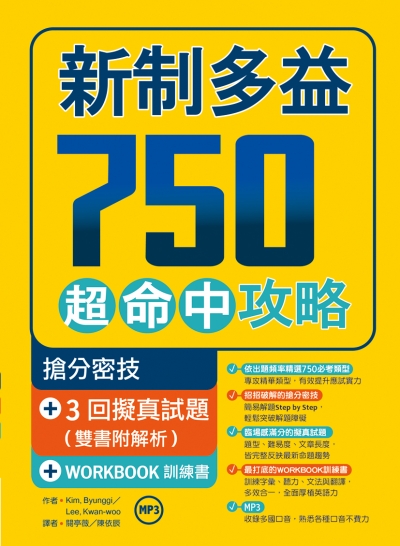 新制多益
750
超命中攻略
搶分密技
+ 3 回擬真試題
（雙書附解析）
+ WORKBOOK 訓練書
作者・Kim, Byunggi／
Lee, Kwan-woo
譯者・關亭薇／陳依辰
MP3
依出題頻率精選750必考類型
專攻精華類型，有效提升應試實力
招招破解的搶分密技
簡易解題Step by Step，
輕鬆突破解題障礙
臨場感滿分的擬真試題
題型、難易度、文章長度，
皆完整反映最新命題趨勢
最打底的WORKBOOK訓練書
訓練字彙、聽力、文法與翻譯，
多效合一，全面厚植英語力
MP3
收錄多國口音，熟悉各種口音不費力